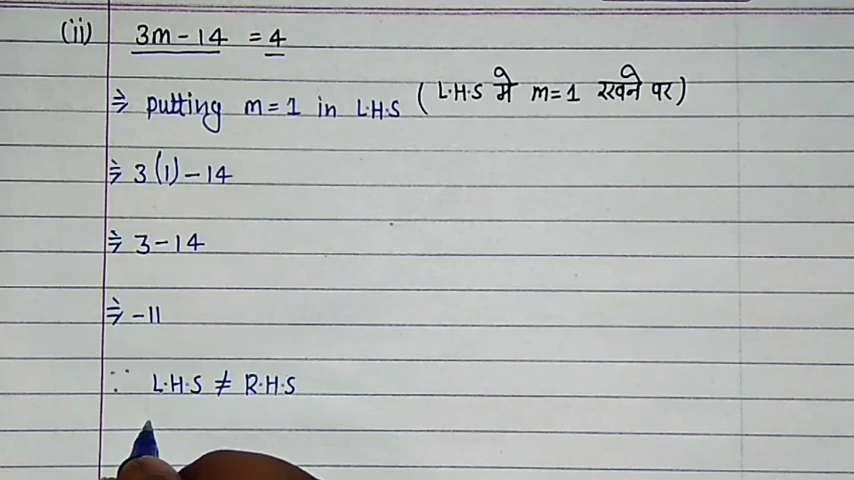 (ii) 3m - 14 = 4
⇒ putting m = 1 in L.H.S (L.H.S मे m = 1 रखने पर)
⇒ 3(1) - 14
⇒ 3 - 14
⇒ -11
∵ L.H.S ≠ R.H.S